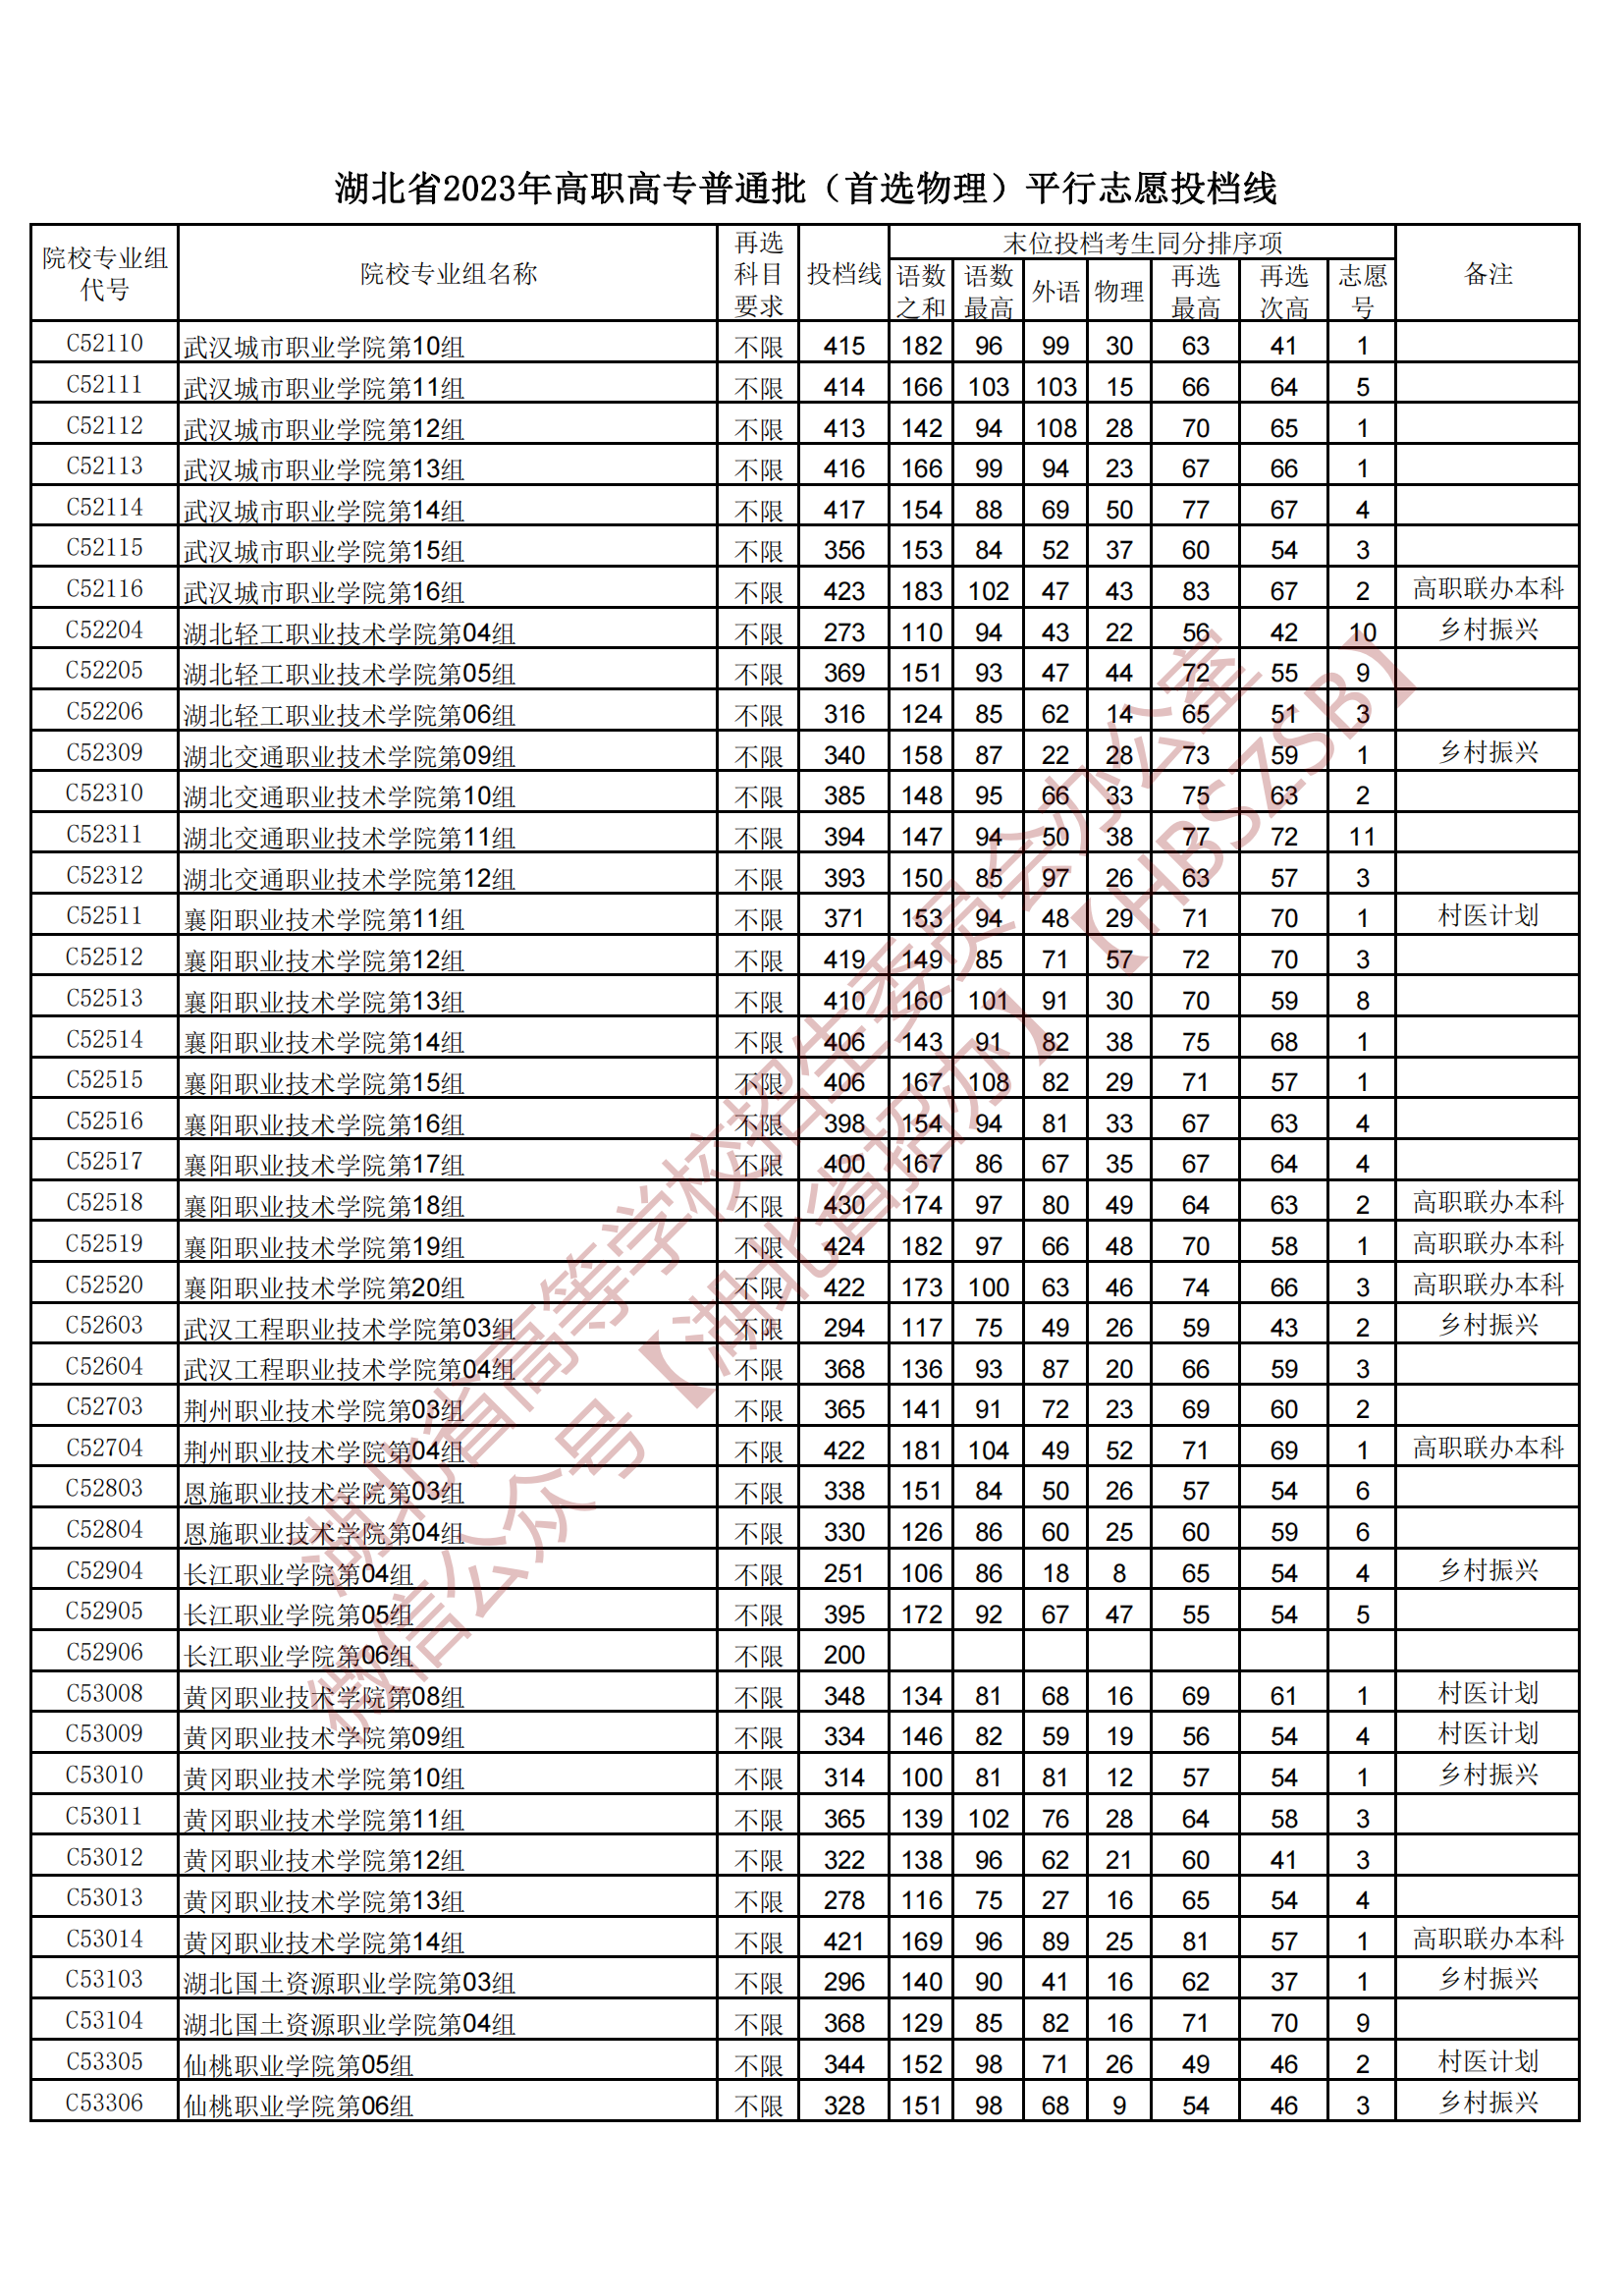 湖北省2023年高职高专普通批（首选物理）平行志愿投档线
院校专业组代号 院校专业组名称 再选科目要求 投档线 末位投档考生同分排序项 备注
语数之和 语数最高 外语 物理 再选最高 再选次高 志愿号
C52110 武汉城市职业学院第10组 不限 415 182 96 99 30 63 41 1
C52111 武汉城市职业学院第11组 不限 414 166 103 103 15 66 64 5
C52112 武汉城市职业学院第12组 不限 413 142 94 108 28 70 65 1
C52113 武汉城市职业学院第13组 不限 416 166 99 94 23 67 66 1
C52114 武汉城市职业学院第14组 不限 417 154 88 69 50 77 67 4
C52115 武汉城市职业学院第15组 不限 356 153 84 52 37 60 54 3
C52116 武汉城市职业学院第16组 不限 423 183 102 47 43 83 67 2 高职联办本科
C52204 湖北轻工职业技术学院第04组 不限 273 110 94 43 22 56 42 10 乡村振兴
C52205 湖北轻工职业技术学院第05组 不限 369 151 93 47 44 72 55 9
C52206 湖北轻工职业技术学院第06组 不限 316 124 85 62 14 65 51 3
C52309 湖北交通职业技术学院第09组 不限 340 158 87 22 28 73 59 1 乡村振兴
C52310 湖北交通职业技术学院第10组 不限 385 148 95 66 33 75 63 2
C52311 湖北交通职业技术学院第11组 不限 394 147 94 50 38 77 72 11
C52312 湖北交通职业技术学院第12组 不限 393 150 85 97 26 63 57 3
C52511 襄阳职业技术学院第11组 不限 371 153 94 48 29 71 70 1 村医计划
C52512 襄阳职业技术学院第12组 不限 419 149 85 71 57 72 70 3
C52513 襄阳职业技术学院第13组 不限 410 160 101 91 30 70 59 8
C52514 襄阳职业技术学院第14组 不限 406 143 91 82 38 75 68 1
C52515 襄阳职业技术学院第15组 不限 406 167 108 82 29 71 57 1
C52516 襄阳职业技术学院第16组 不限 398 154 94 81 33 67 63 4
C52517 襄阳职业技术学院第17组 不限 400 167 86 67 35 67 64 4
C52518 襄阳职业技术学院第18组 不限 430 174 97 80 49 64 63 2 高职联办本科
C52519 襄阳职业技术学院第19组 不限 424 182 97 66 48 70 58 1 高职联办本科
C52520 襄阳职业技术学院第20组 不限 422 173 100 63 46 74 66 3 高职联办本科
C52603 武汉工程职业技术学院第03组 不限 294 117 75 49 26 59 43 2 乡村振兴
C52604 武汉工程职业技术学院第04组 不限 368 136 93 87 20 66 59 3
C52703 荆州职业技术学院第03组 不限 365 141 91 72 23 69 60 2
C52704 荆州职业技术学院第04组 不限 422 181 104 49 52 71 69 1 高职联办本科
C52803 恩施职业技术学院第03组 不限 338 151 84 50 26 57 54 6
C52804 恩施职业技术学院第04组 不限 330 126 86 60 25 60 59 6
C52904 长江职业学院第04组 不限 251 106 86 18 8 65 54 4 乡村振兴
C52905 长江职业学院第05组 不限 395 172 92 67 47 55 54 5
C52906 长江职业学院第06组 不限 200
C53008 黄冈职业技术学院第08组 不限 348 134 81 68 16 69 61 1 村医计划
C53009 黄冈职业技术学院第09组 不限 334 146 82 59 19 56 54 4 村医计划
C53010 黄冈职业技术学院第10组 不限 314 100 81 81 12 57 54 1 乡村振兴
C53011 黄冈职业技术学院第11组 不限 365 139 102 76 28 64 58 3
C53012 黄冈职业技术学院第12组 不限 322 138 96 62 21 60 41 3
C53013 黄冈职业技术学院第13组 不限 278 116 75 27 16 65 54 4
C53014 黄冈职业技术学院第14组 不限 421 169 96 89 25 81 57 1 高职联办本科
C53103 湖北国土资源职业学院第03组 不限 296 140 90 41 16 62 37 1 乡村振兴
C53104 湖北国土资源职业学院第04组 不限 368 129 85 82 16 71 70 9
C53305 仙桃职业学院第05组 不限 344 152 98 71 26 49 46 2 村医计划
C53306 仙桃职业学院第06组 不限 328 151 98 68 9 54 46 3 乡村振兴
湖北省高等学校招生委员会办公室
微信公众号【湖北省招办】【HBSZSB】